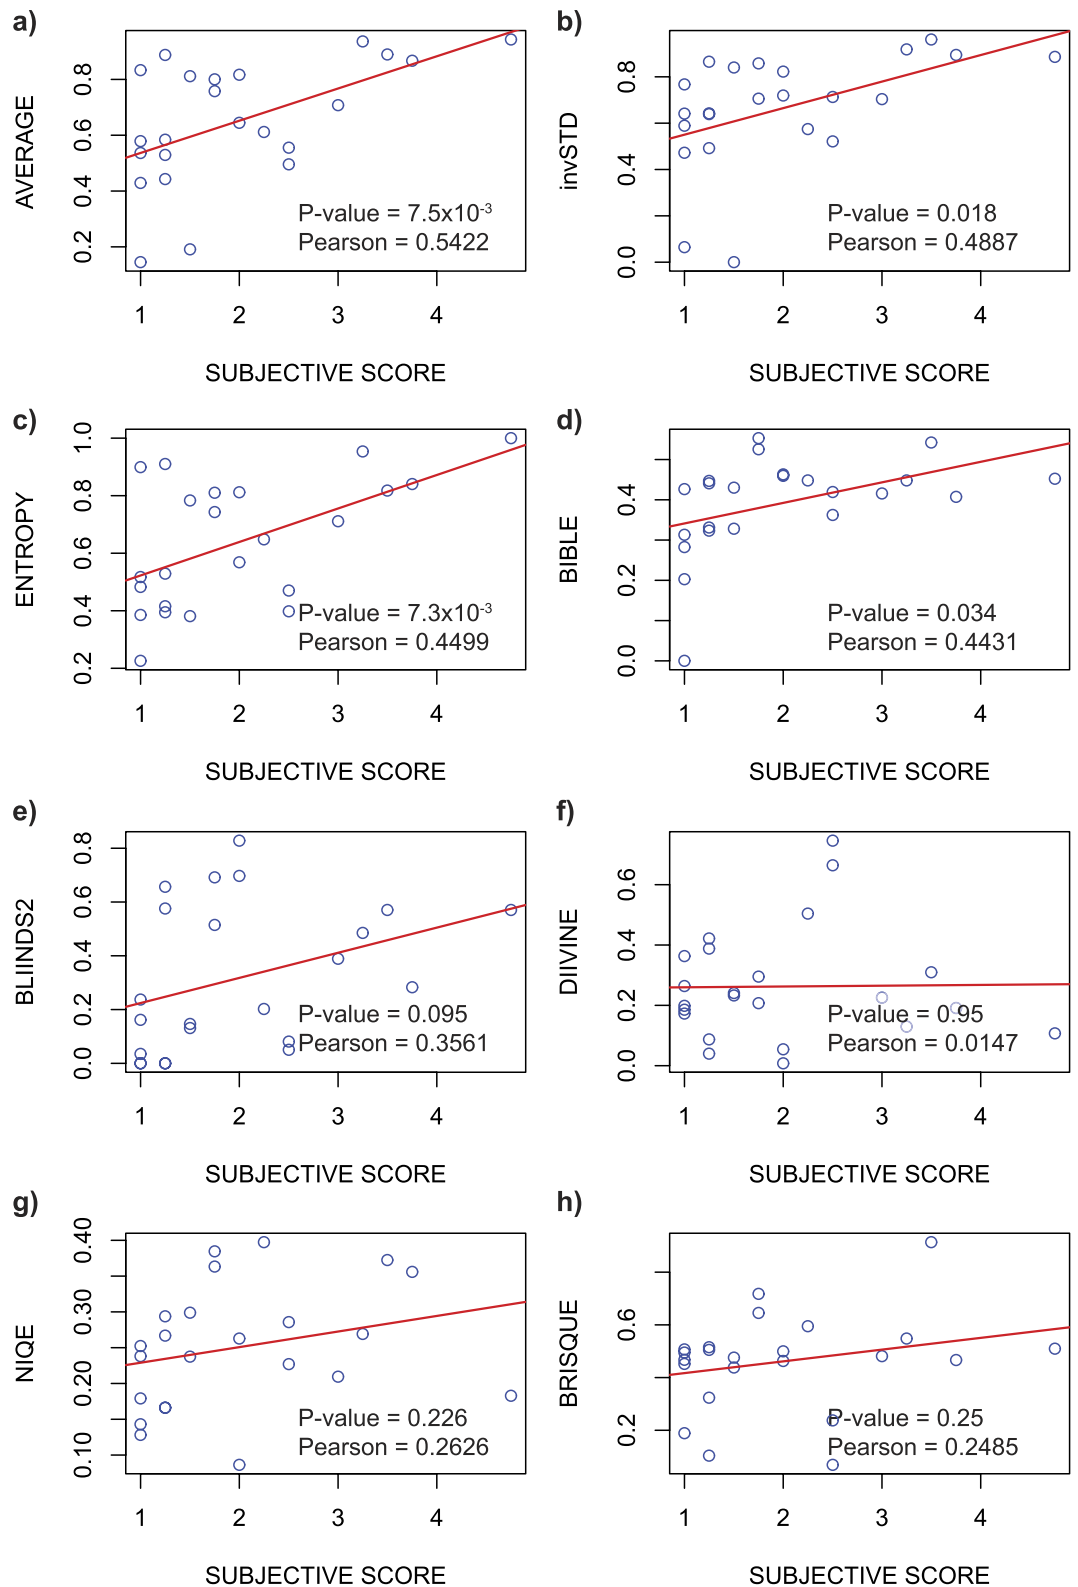 a)
AVERAGE
0.2
0.4
0.6
0.8
P-value = 7.5x10⁻³
Pearson = 0.5422
1 2 3 4
SUBJECTIVE SCORE
b)
invSTD
0.0
0.4
0.8
P-value = 0.018
Pearson = 0.4887
1 2 3 4
SUBJECTIVE SCORE
c)
ENTROPY
0.2
0.4
0.6
0.8
1.0
P-value = 7.3x10⁻³
Pearson = 0.4499
1 2 3 4
SUBJECTIVE SCORE
d)
BIBLE
0.0
0.2
0.4
P-value = 0.034
Pearson = 0.4431
1 2 3 4
SUBJECTIVE SCORE
e)
BLIINDS2
0.0
0.2
0.4
0.6
0.8
P-value = 0.095
Pearson = 0.3561
1 2 3 4
SUBJECTIVE SCORE
f)
DIIVINE
0.0
0.2
0.4
0.6
P-value = 0.95
Pearson = 0.0147
1 2 3 4
SUBJECTIVE SCORE
g)
NIQE
0.10
0.20
0.30
0.40
P-value = 0.226
Pearson = 0.2626
1 2 3 4
SUBJECTIVE SCORE
h)
BRISQUE
0.2
0.6
P-value = 0.25
Pearson = 0.2485
1 2 3 4
SUBJECTIVE SCORE